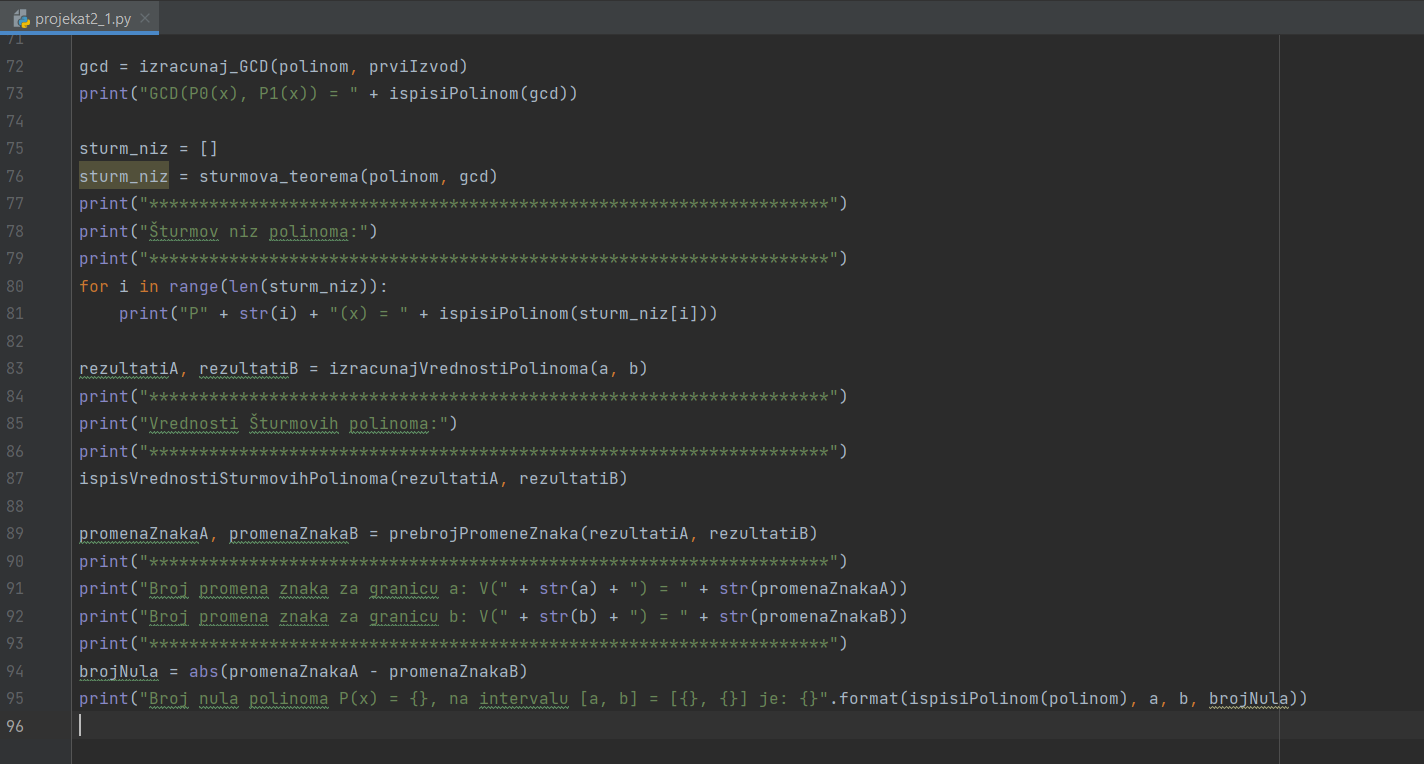 projekat2_1.py
71
72 gcd = izracunaj_GCD(polinom, prviIzvod)
73 print("GCD(P0(x), P1(x)) = " + ispisiPolinom(gcd))
74
75 sturm_niz = []
76 sturm_niz = sturmova_teorema(polinom, gcd)
77 print("********************************************************************")
78 print("Šturmov niz polinoma:")
79 print("********************************************************************")
80 for i in range(len(sturm_niz)):
81     print("P" + str(i) + "(x) = " + ispisiPolinom(sturm_niz[i]))
82
83 rezultatiA, rezultatiB = izracunajVrednostiPolinoma(a, b)
84 print("********************************************************************")
85 print("Vrednosti Šturmovih polinoma:")
86 print("********************************************************************")
87 ispisVrednostiSturmovihPolinoma(rezultatiA, rezultatiB)
88
89 promenaZnakaA, promenaZnakaB = prebrojPromeneZnaka(rezultatiA, rezultatiB)
90 print("********************************************************************")
91 print("Broj promena znaka za granicu a: V(" + str(a) + ") = " + str(promenaZnakaA))
92 print("Broj promena znaka za granicu b: V(" + str(b) + ") = " + str(promenaZnakaB))
93 print("********************************************************************")
94 brojNula = abs(promenaZnakaA - promenaZnakaB)
95 print("Broj nula polinoma P(x) = {}, na intervalu [a, b] = [{}, {}] je: {}".format(ispisiPolinom(polinom), a, b, brojNula))
96